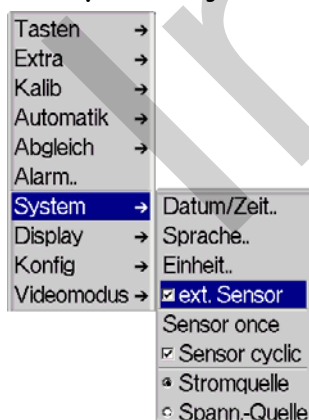 Tasten
Extra
Kalib
Automatik
Abgleich
Alarm..
System
Display
Konfig
Videomodus
Datum/Zeit..
Sprache..
Einheit..
ext. Sensor
Sensor once
Sensor cyclic
Stromquelle
Spann.-Quelle